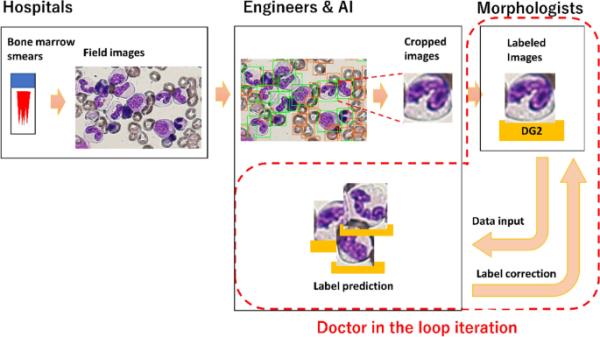 Hospitals
Engineers & AI
Morphologists
Bone marrow
smears
Field images
Cropped
images
Labeled
Images
DG2
Data input
Label correction
Label prediction
Doctor in the loop iteration